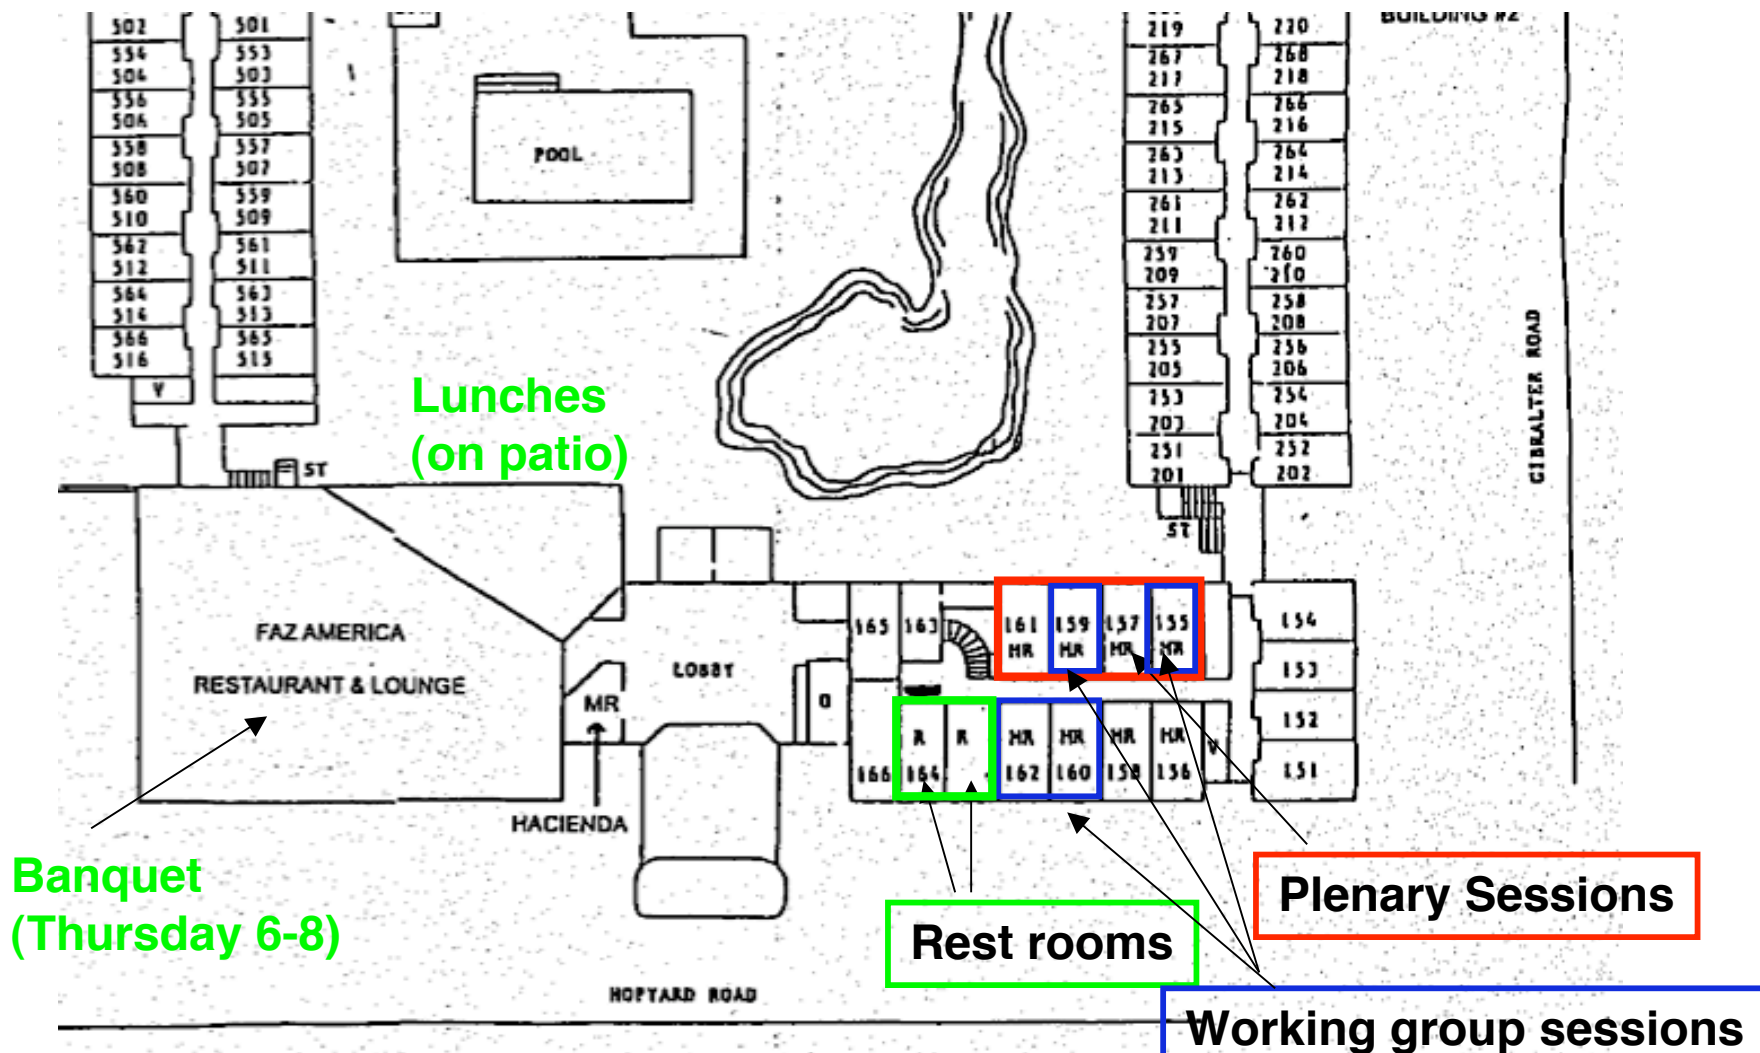 502 501
554 553
504 503
556 555
506 505
558 557
508 507
560 559
510 509
562 561
512 511
564 563
514 513
566 565
516 515
V
ST
POOL
BUILDING #2
219 220
267 268
217 218
265 266
215 216
263 264
213 214
261 262
211 212
259 260
209 210
257 258
207 208
255 256
205 206
253 254
203 204
251 252
201 202
ST
GIBRALTER ROAD
Lunches
(on patio)
FAZ AMERICA
RESTAURANT & LOUNGE
LOBBY
MR
HACIENDA
165 163 161 159 157 155 154
HR HR HR HR
153
152
R R HR HR HR HR V
166 164 162 160 158 156 151
Banquet
(Thursday 6-8)
Plenary Sessions
Rest rooms
HOPYARD ROAD
Working group sessions